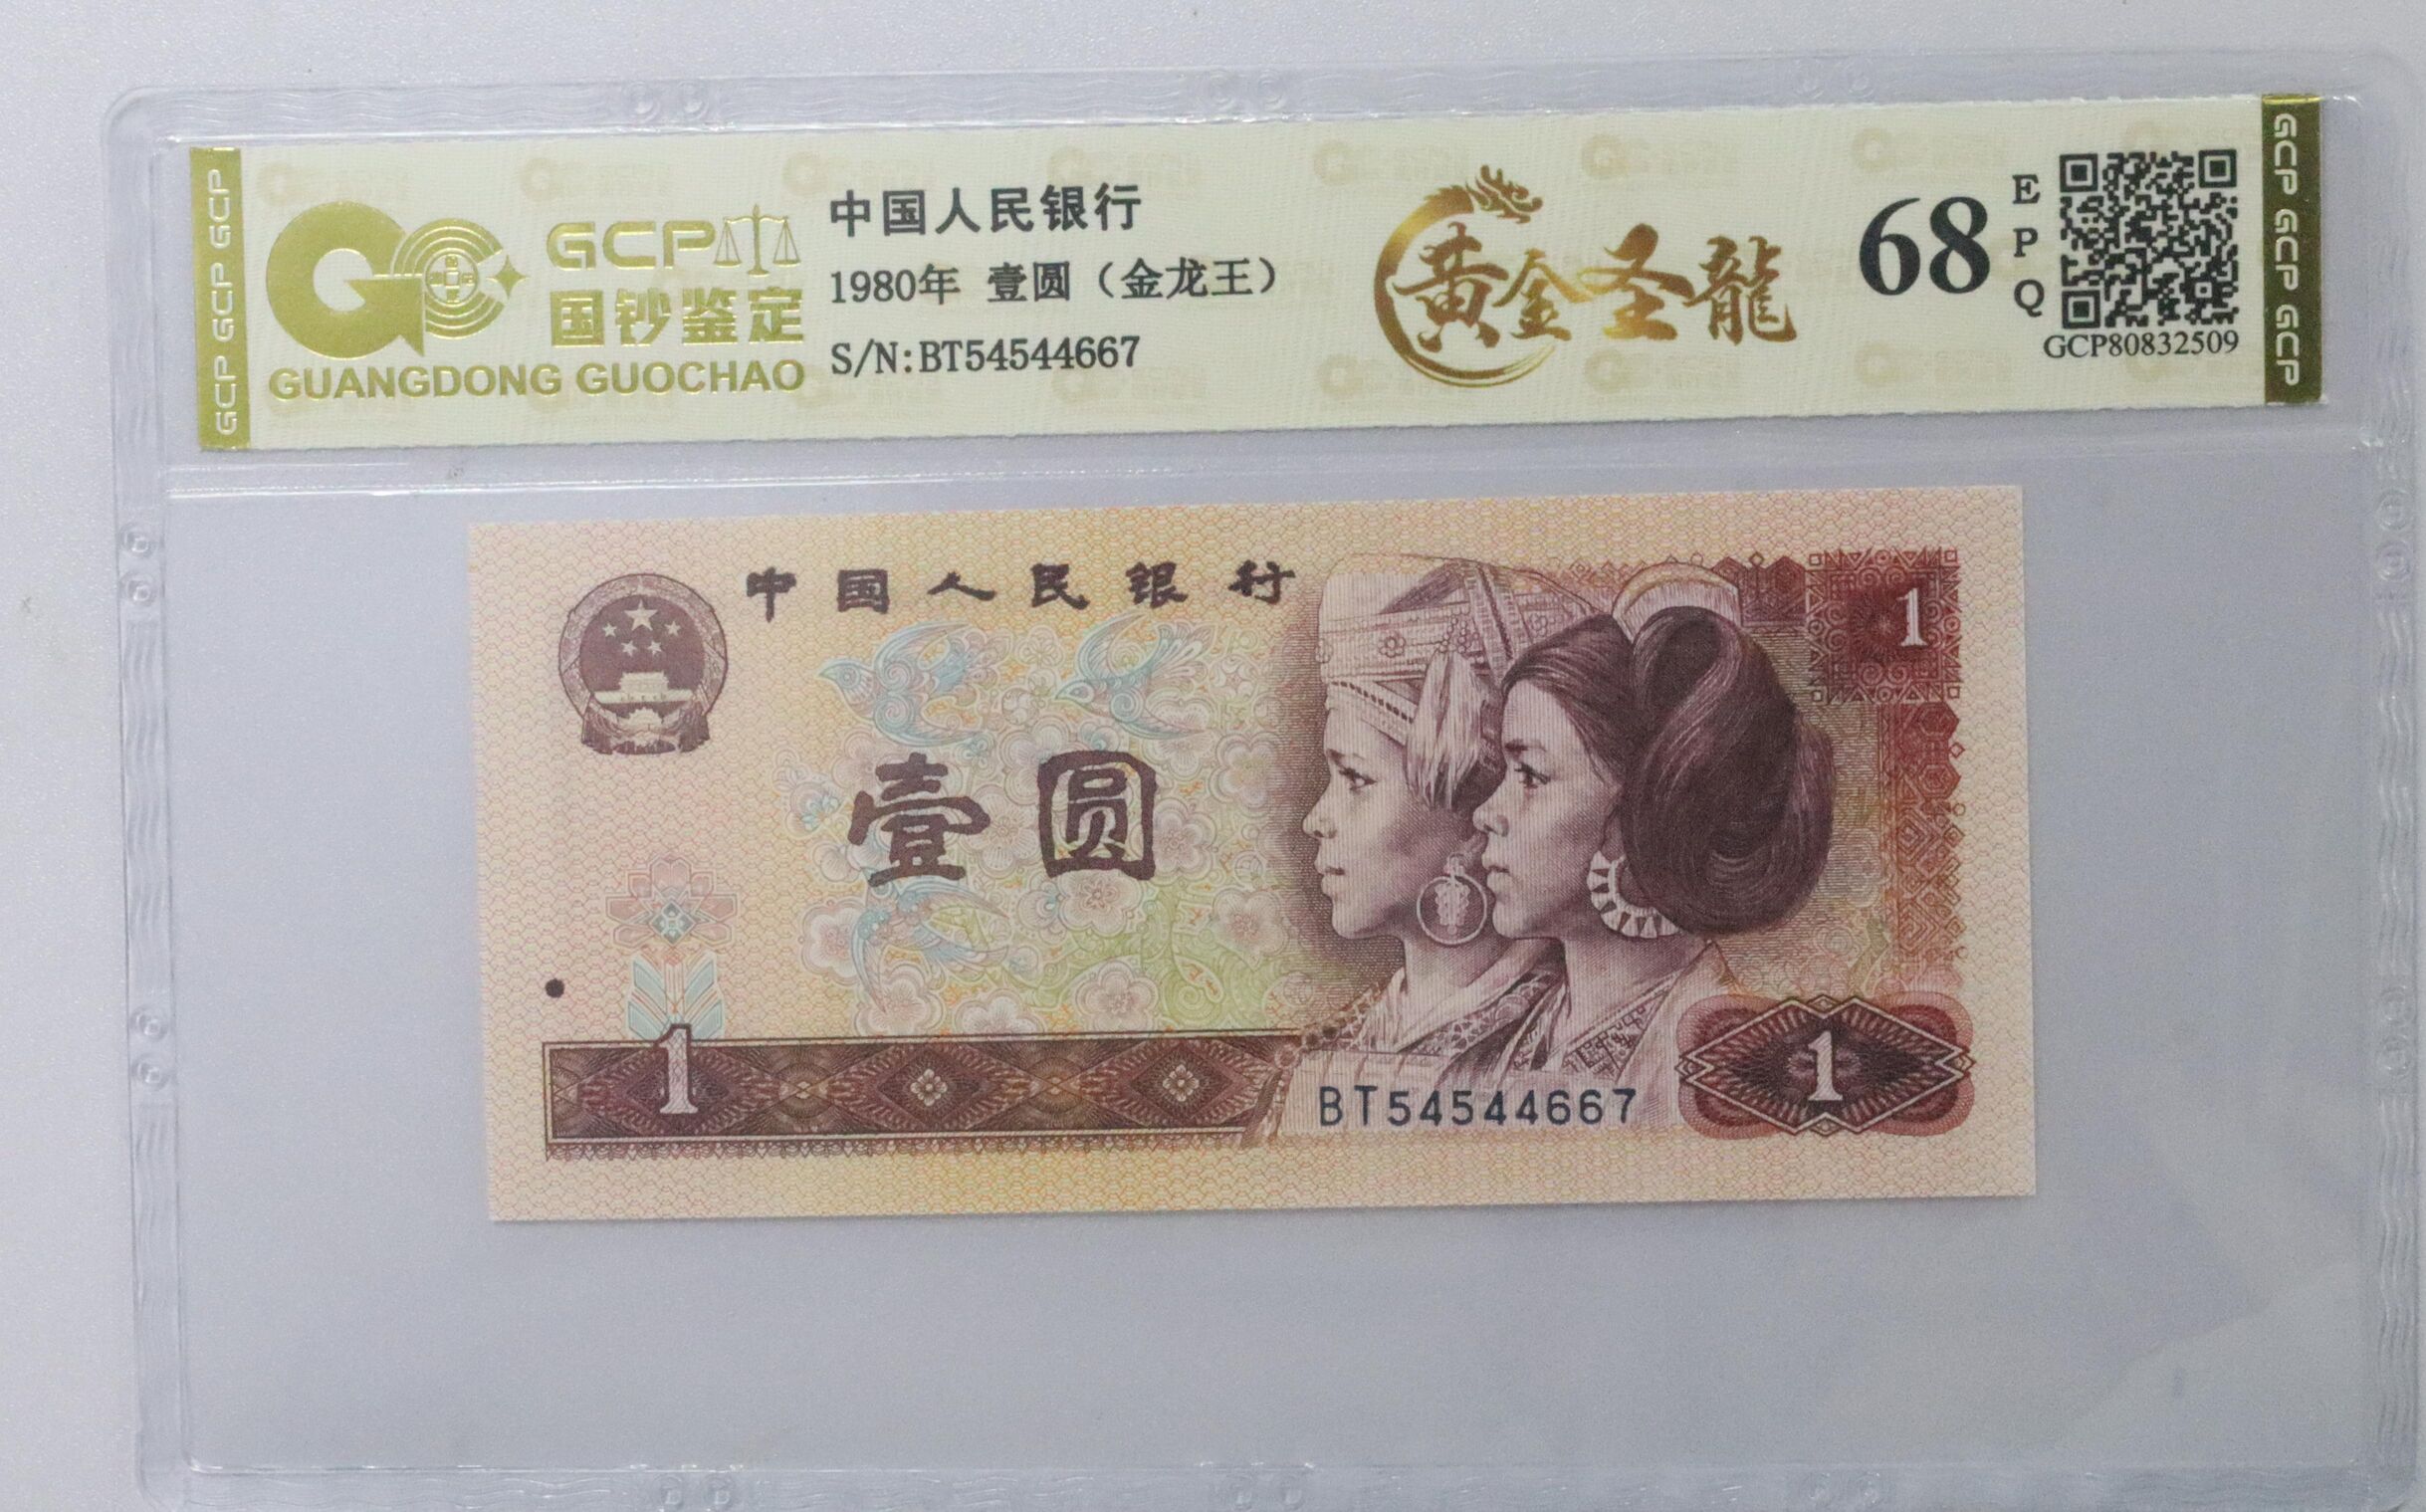 GCP GCP GCP
GCP
国钞鉴定
GUANGDONG GUOCHAO
中国人民银行
1980年 壹圆（金龙王）
S/N:BT54544667
黄金圣龍
68
EPQ
GCP80832509
GCP GCP GCP
中国人民银行
1
壹圆
1
BT54544667
1